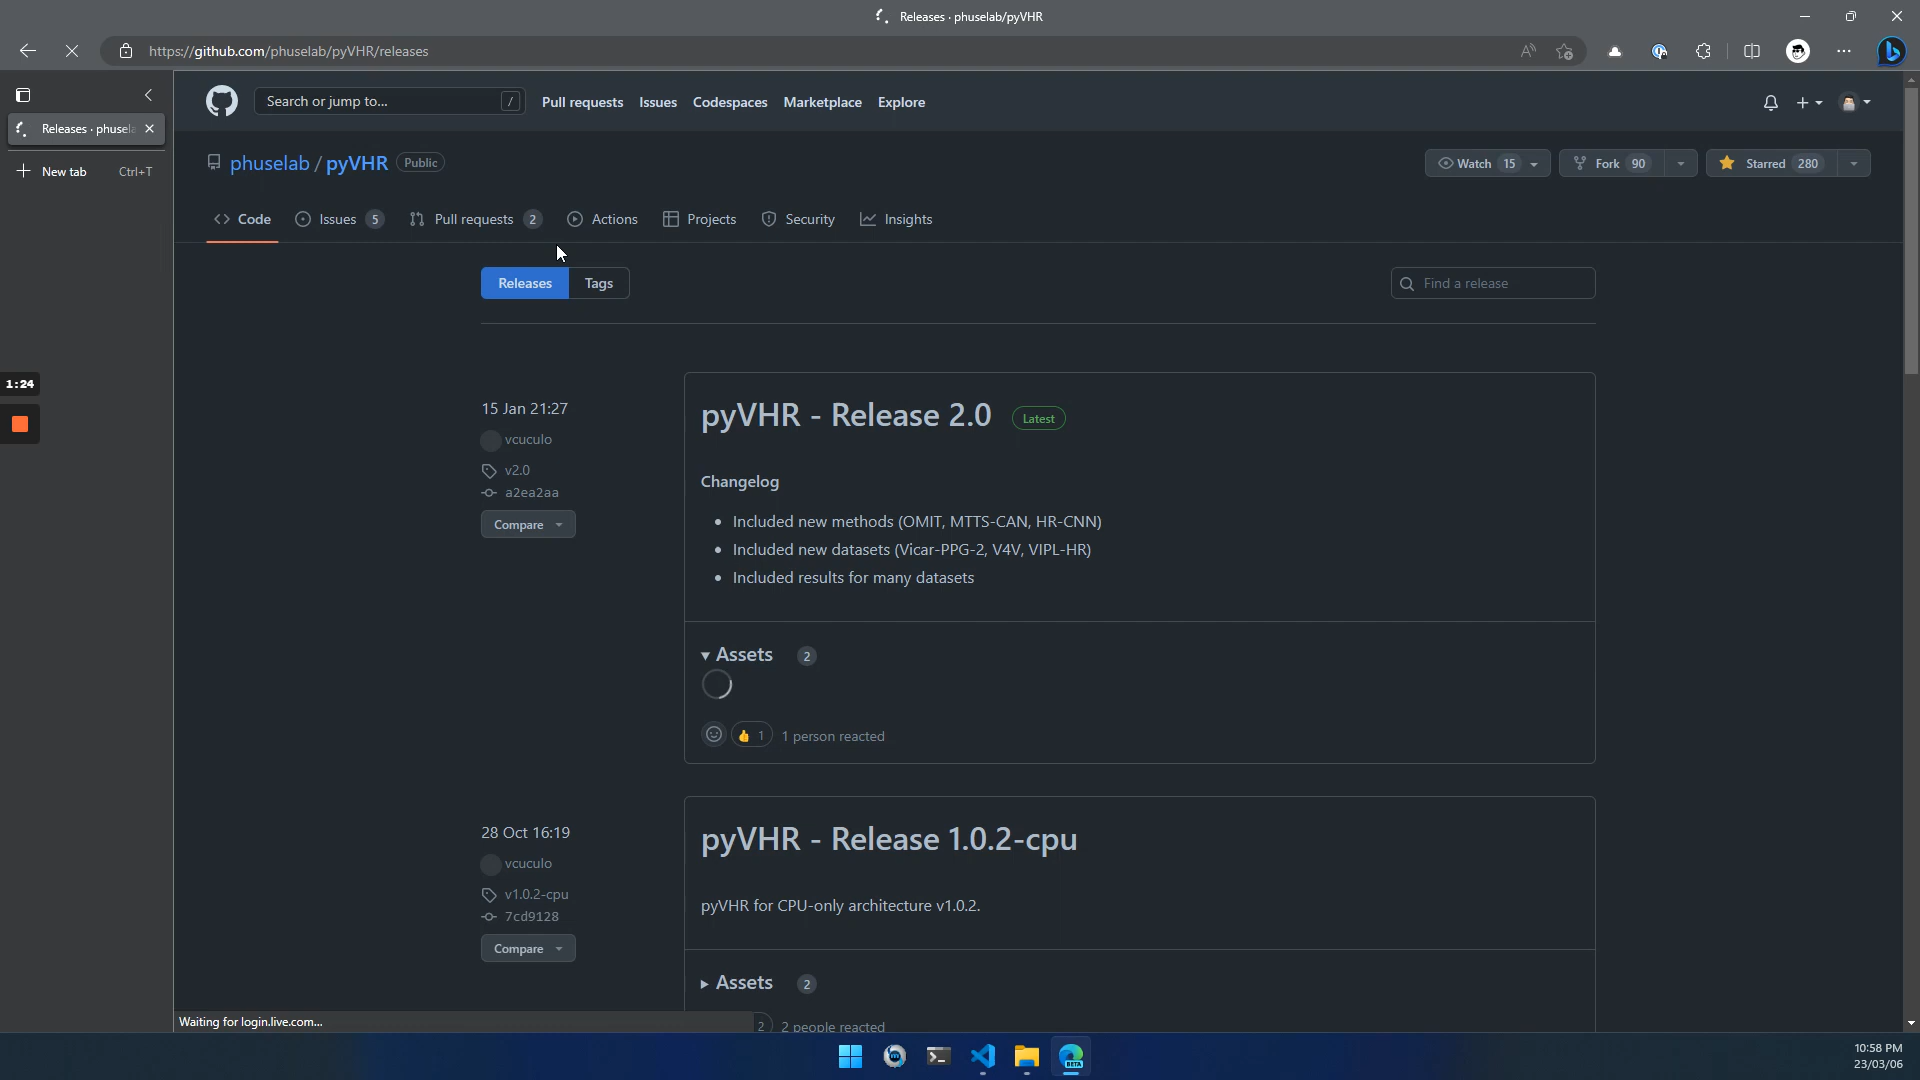 Releases · phuselab/pyVHR
https://github.com/phuselab/pyVHR/releases
Search or jump to... /
Pull requests Issues Codespaces Marketplace Explore
Releases · phusela
New tab Ctrl+T
phuselab / pyVHR Public
Watch 15 Fork 90 Starred 280
Code Issues 5 Pull requests 2 Actions Projects Security Insights
Releases Tags
Find a release
1:24
15 Jan 21:27
vcuculo
v2.0
a2ea2aa
Compare
pyVHR - Release 2.0 Latest
Changelog
Included new methods (OMIT, MTTS-CAN, HR-CNN)
Included new datasets (Vicar-PPG-2, V4V, VIPL-HR)
Included results for many datasets
Assets 2
1 1 person reacted
28 Oct 16:19
vcuculo
v1.0.2-cpu
7cd9128
Compare
pyVHR - Release 1.0.2-cpu
pyVHR for CPU-only architecture v1.0.2.
Assets 2
2 2 people reacted
Waiting for login.live.com...
BETA
10:58 PM
23/03/06